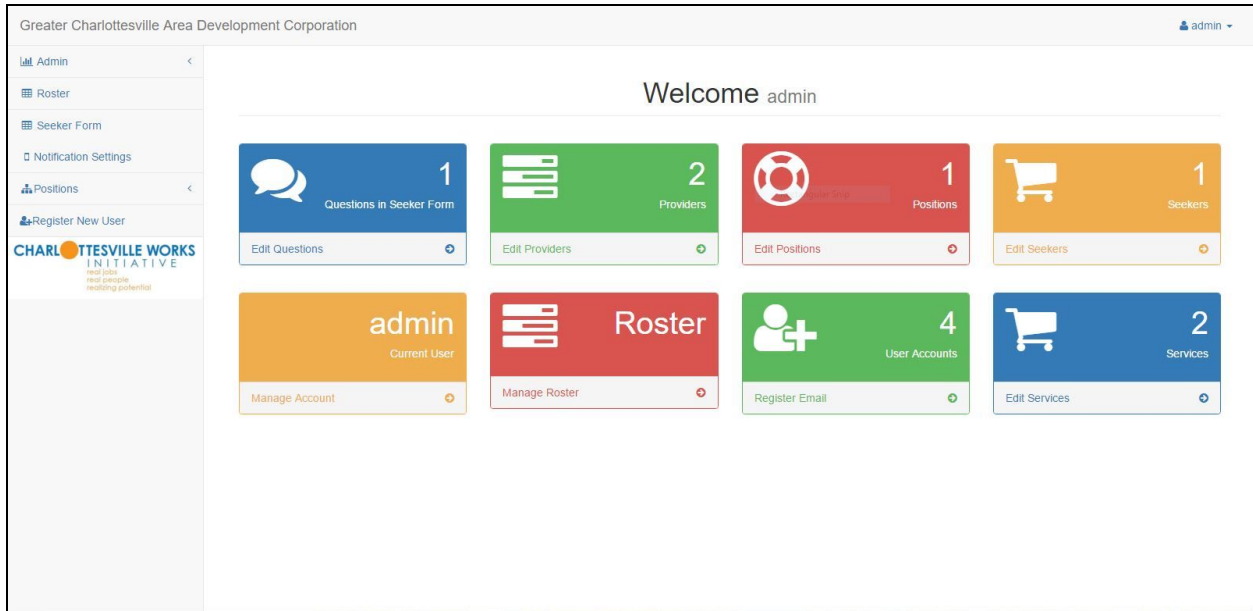 Greater Charlottesville Area Development Corporation
admin
Admin
Roster
Seeker Form
Notification Settings
Positions
Register New User
CHARLOTTESVILLE WORKS
INITIATIVE
real jobs
real people
realizing potential
Welcome admin
1
Questions in Seeker Form
Edit Questions
2
Providers
Edit Providers
1
Positions
Edit Positions
1
Seekers
Edit Seekers
admin
Current User
Manage Account
Roster
Manage Roster
4
User Accounts
Register Email
2
Services
Edit Services